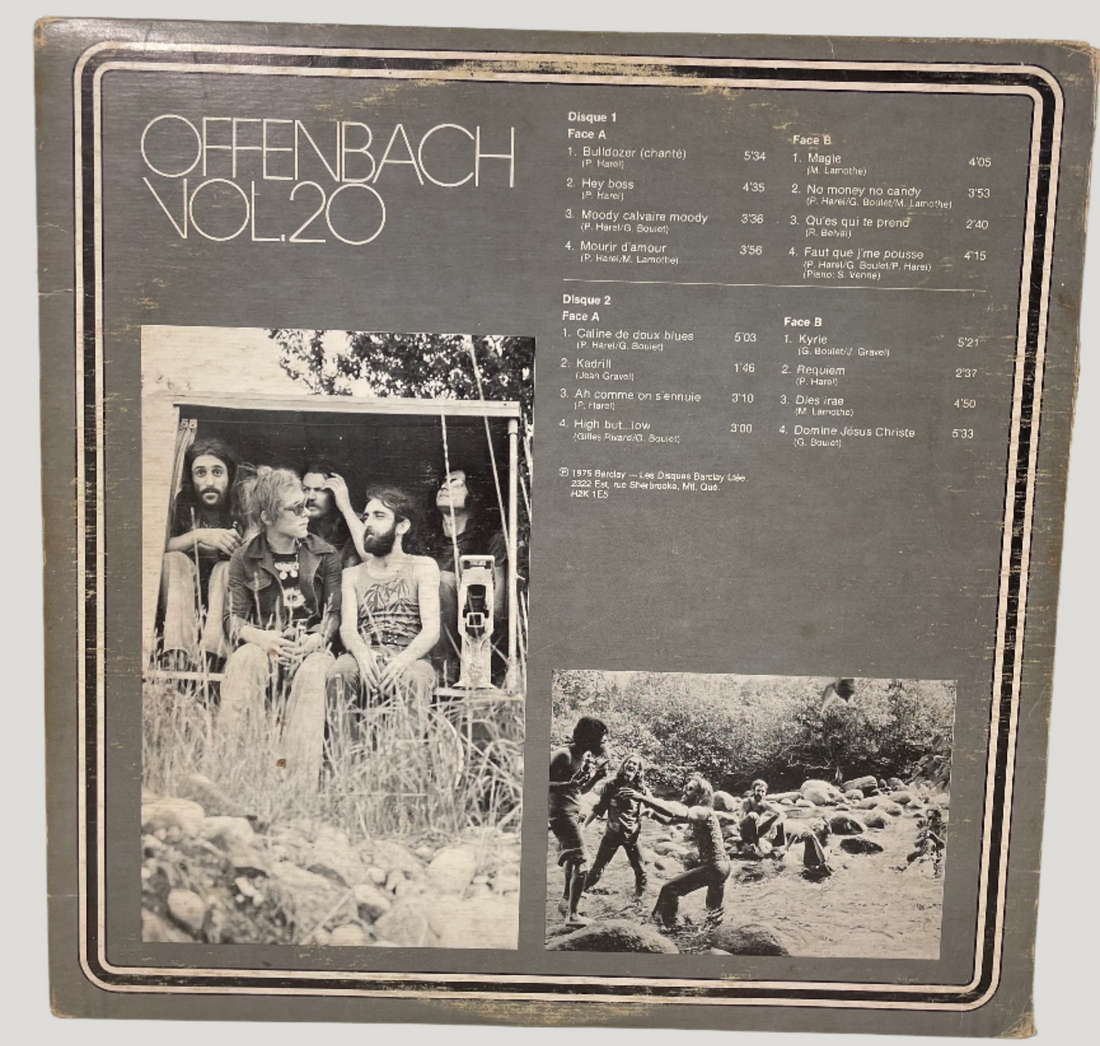 OFFENBACH
VOL.20
Disque 1
Face A
1. Bulldozer (chanté) 5'34
(P. Harel)
2. Hey boss 4'35
(P. Harel)
3. Moody calvaire moody 3'36
(P. Harel/G. Boulet)
4. Mourir d'amour 3'56
(P. Harel/M. Lamothe)
Face B
1. Magie 4'05
(M. Lamothe)
2. No money no candy 3'53
(P. Harel/G. Boulet/M. Lamothe)
3. Qu'es qui te prend 2'40
(R. Belval)
4. Faut que j'me pousse 4'15
(P. Harel/G. Boulet/P. Harel)
(Piano: S. Venne)
Disque 2
Face A
1. Caline de doux blues 5'03
(P. Harel/G. Boulet)
2. Kadrill 1'46
(Jean Gravel)
3. Ah comme on s'ennuie 3'10
(P. Harel)
4. High but...low 3'00
(Gilles Rivard/G. Boulet)
Face B
1. Kyrie 5'21
(G. Boulet/J. Gravel)
2. Requiem 2'37
(P. Harel)
3. Dies irae 4'50
(M. Lamothe)
4. Domine Jésus Christe 5'33
(G. Boulet)
℗ 1975 Barclay — Les Disques Barclay Ltée
2322 Est, rue Sherbrooke, Mtl. Qué.
H2K 1E5